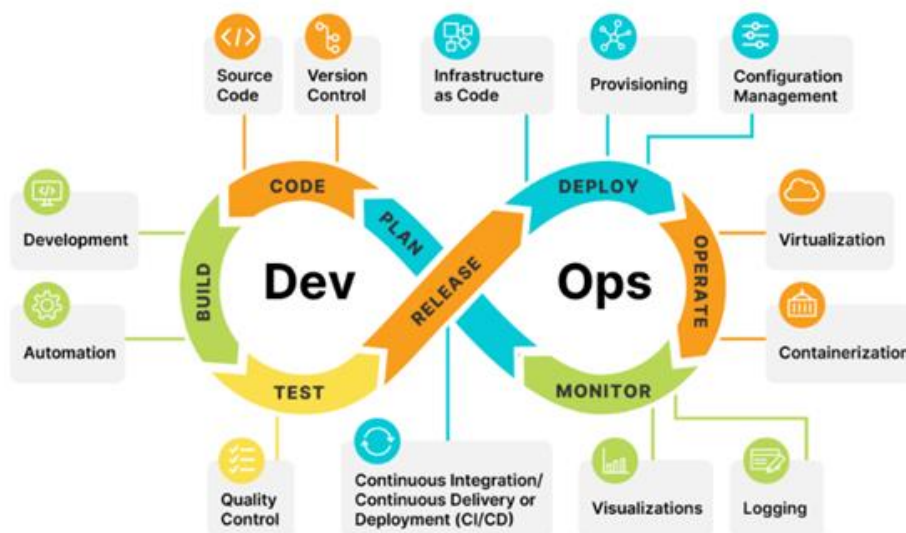 Source
Code
Version
Control
Infrastructure
as Code
Provisioning
Configuration
Management
CODE
PLAN
DEPLOY
Development
Virtualization
BUILD
Dev
RELEASE
Ops
OPERATE
Automation
Containerization
TEST
MONITOR
Quality
Control
Continuous Integration/
Continuous Delivery or
Deployment (CI/CD)
Visualizations
Logging